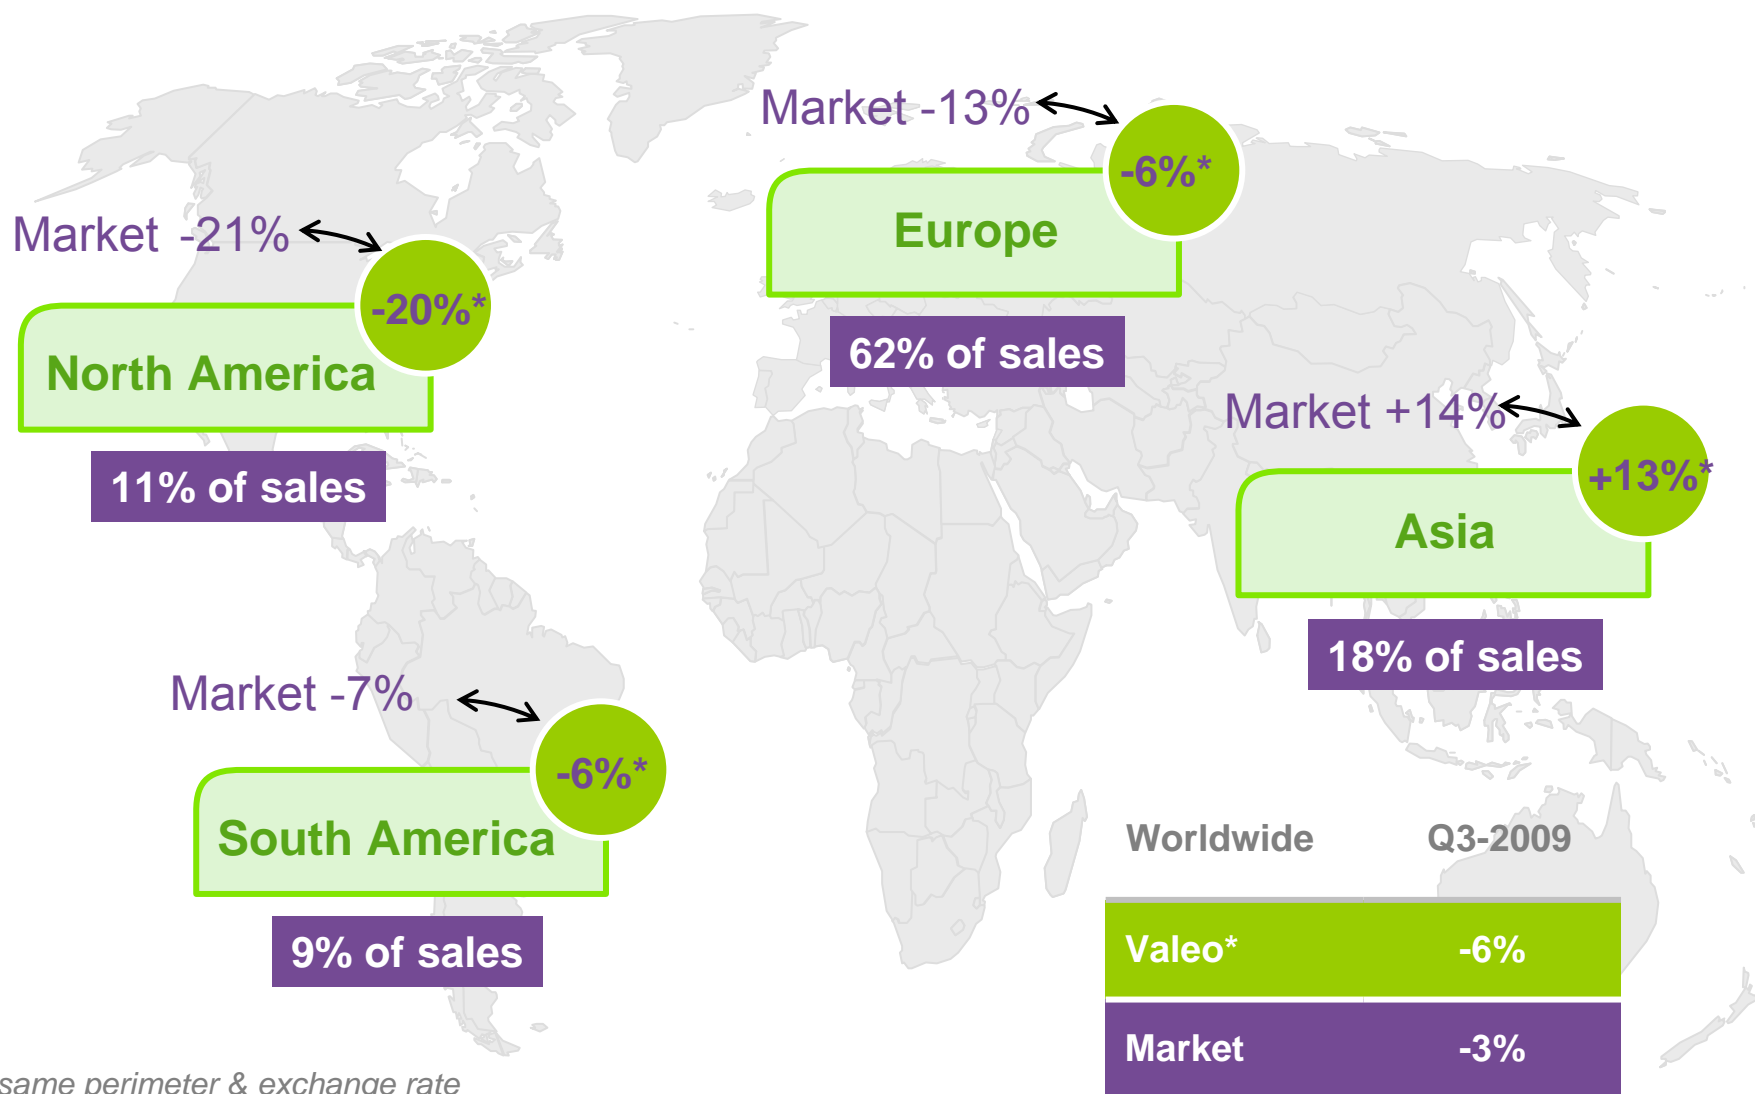 Market -13%
-6%*
Europe
62% of sales
Market -21%
-20%*
North America
11% of sales
Market +14%
+13%*
Asia
18% of sales
Market -7%
-6%*
South America
9% of sales
Worldwide Q3-2009
Valeo* -6%
Market -3%
same perimeter & exchange rate